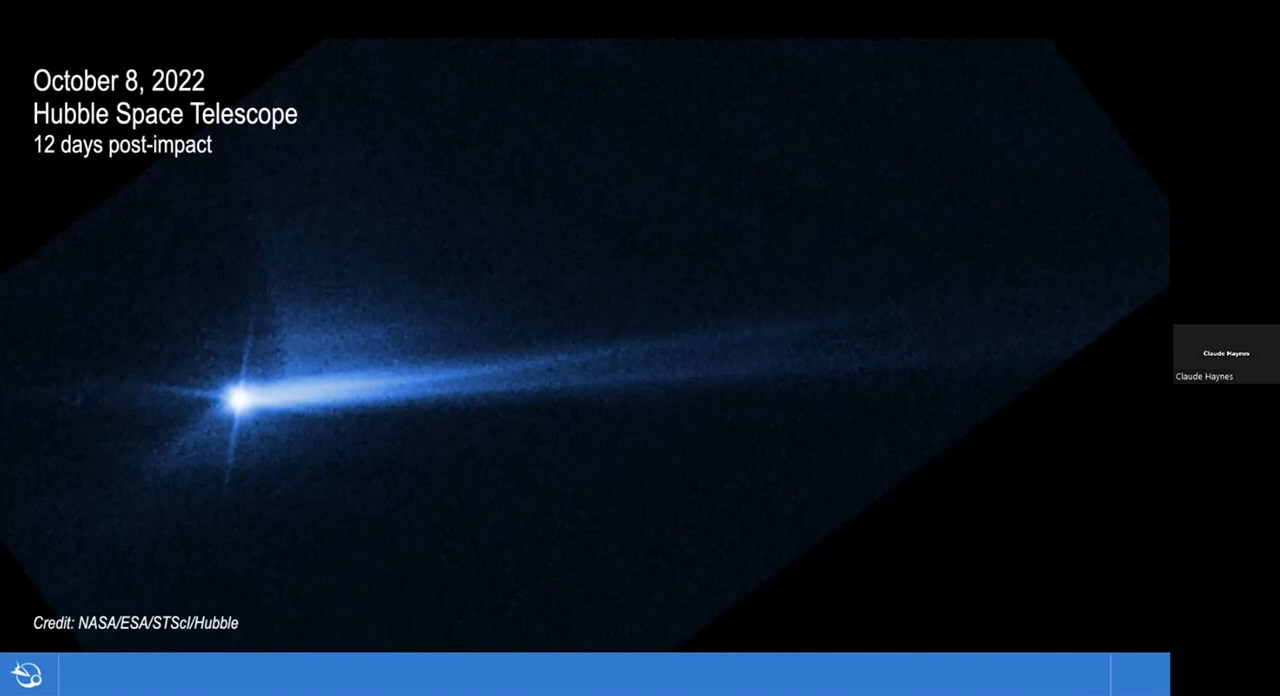 October 8, 2022
Hubble Space Telescope
12 days post-impact
Claude Haynes
Claude Haynes
Credit: NASA/ESA/STScI/Hubble